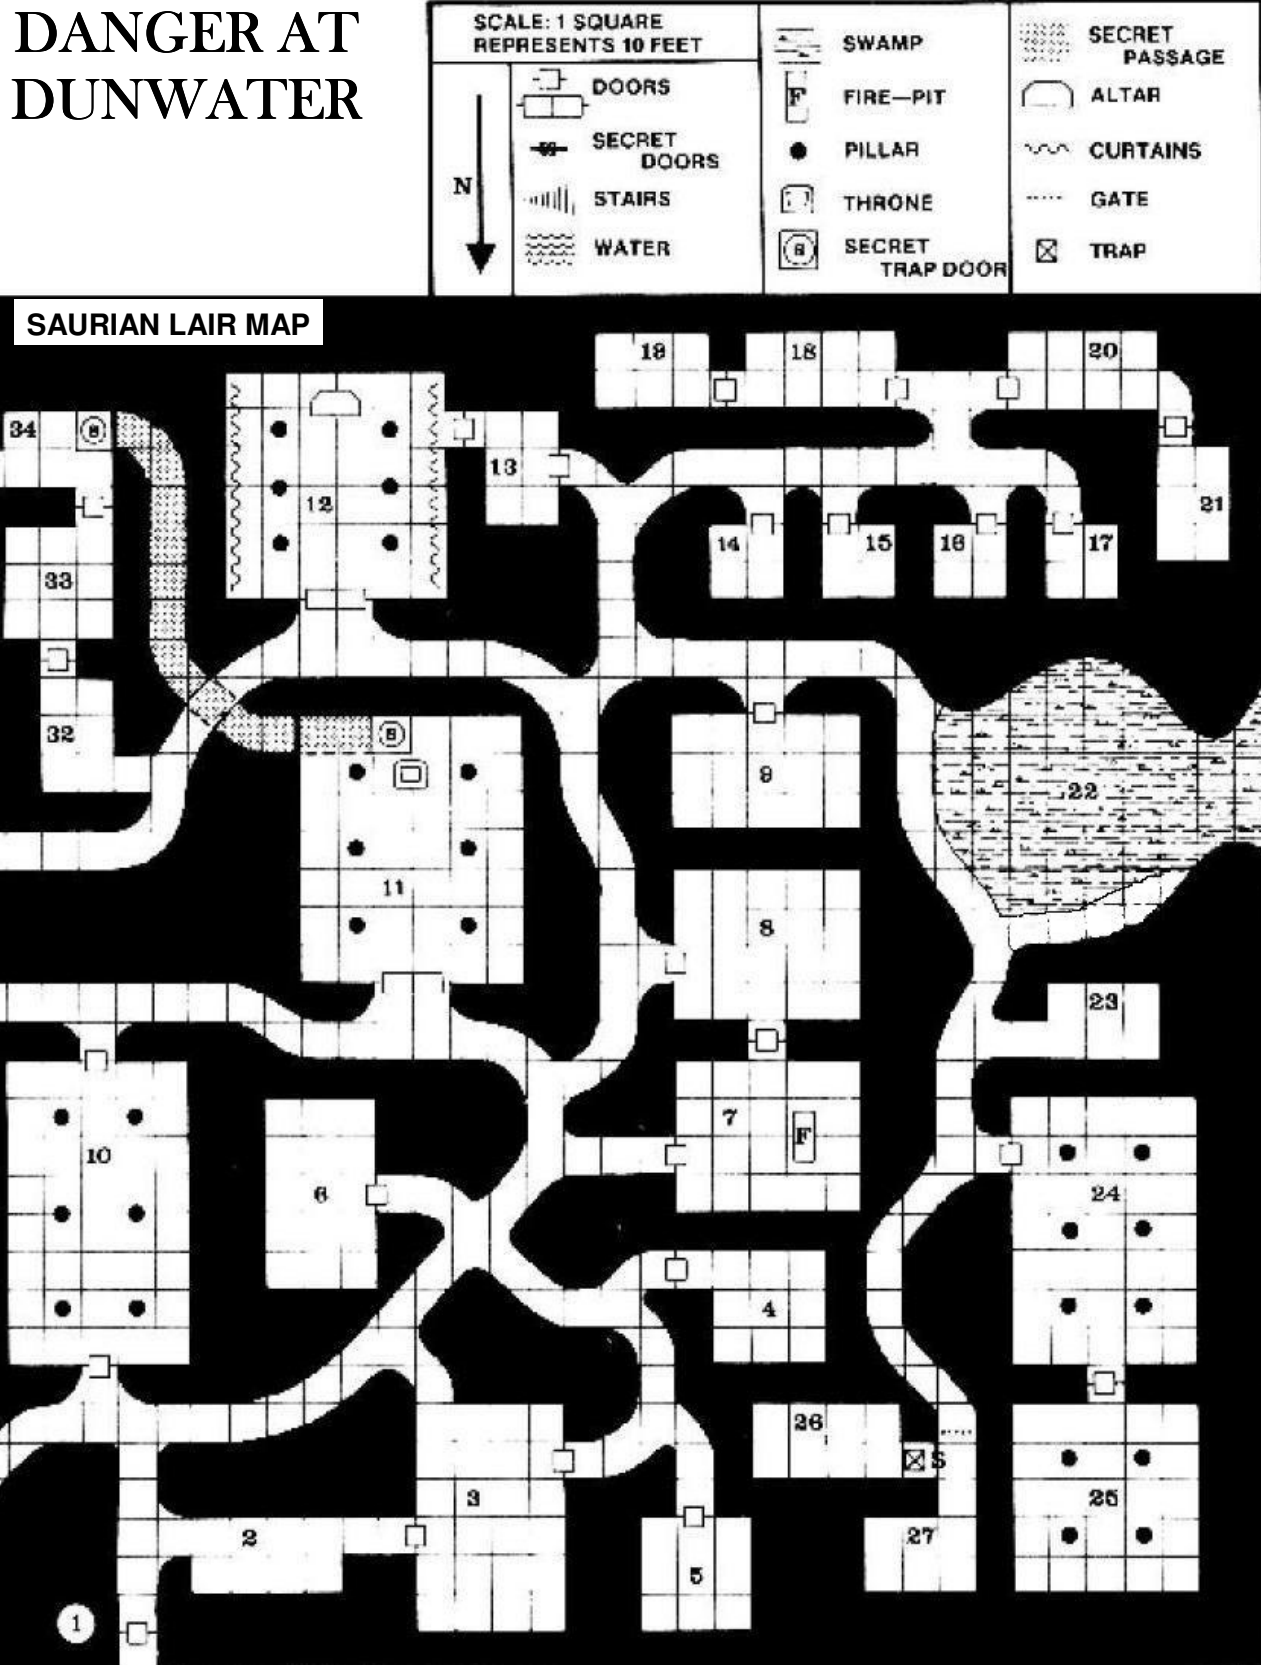 DANGER AT
DUNWATER
SCALE: 1 SQUARE
REPRESENTS 10 FEET
N
DOORS
SECRET
DOORS
STAIRS
WATER
SWAMP
F
FIRE—PIT
PILLAR
THRONE
S
SECRET
TRAP DOOR
SECRET
PASSAGE
ALTAR
CURTAINS
GATE
TRAP
SAURIAN LAIR MAP
19
18
20
34
S
13
12
21
14
15
16
17
33
32
S
9
22
11
8
23
7
F
10
6
24
4
26
S
3
25
2
27
5
1